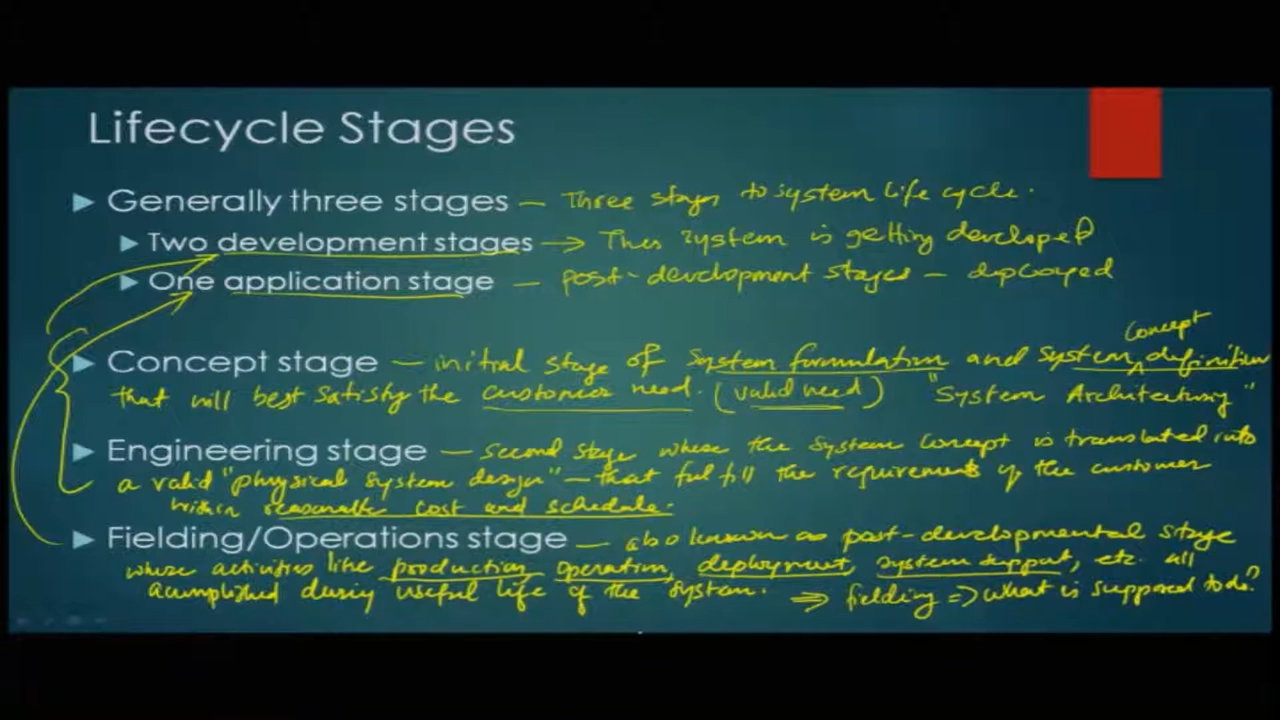 Lifecycle Stages
► Generally three stages — Three stages to system life cycle.
► Two development stages → This system is getting developed
► One application stage — post-development stages — deployed
Concept
► Concept stage — initial stage of system formulation and system definition
that will best satisfy the customer need. (valid need) "System Architecturing"
► Engineering stage — second stage where the system concept is translated into
a valid "physical system design" — that fulfill the requirements of the customer
within reasonable cost and schedule.
► Fielding/Operations stage — also known as post-developmental stage
where activities like production, operation, deployment, system support, etc. all
acumplished during useful life of the system. ⇒ fielding ⇒ what is supposed to do?